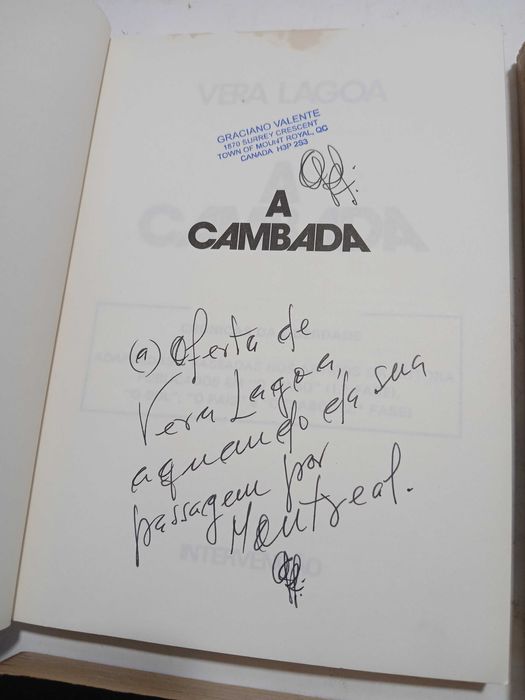 VERA LAGOA
GRACIANO VALENTE
1870 SURREY CRESCENT
TOWN OF MOUNT ROYAL, QC
CANADA H3P 2S3
A
CAMBADA
(a) Oferta de
Vera Lagoa,
aquando da sua
passagem por
Montreal.